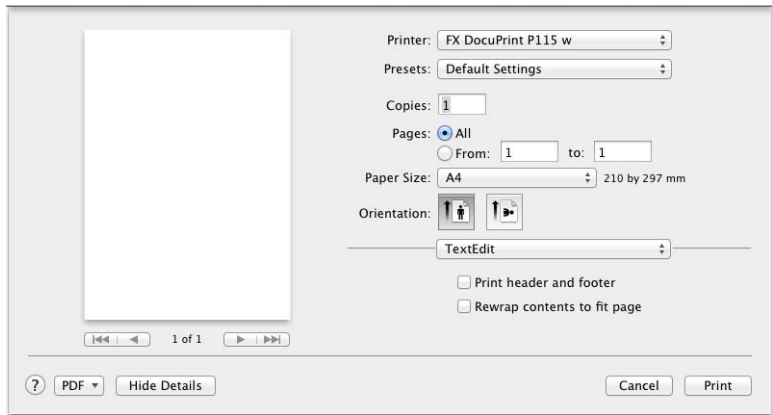 Printer: FX DocuPrint P115 w
Presets: Default Settings
Copies: 1
Pages: All
From: 1 to: 1
Paper Size: A4 210 by 297 mm
Orientation:
TextEdit
Print header and footer
Rewrap contents to fit page
1 of 1
? PDF Hide Details Cancel Print